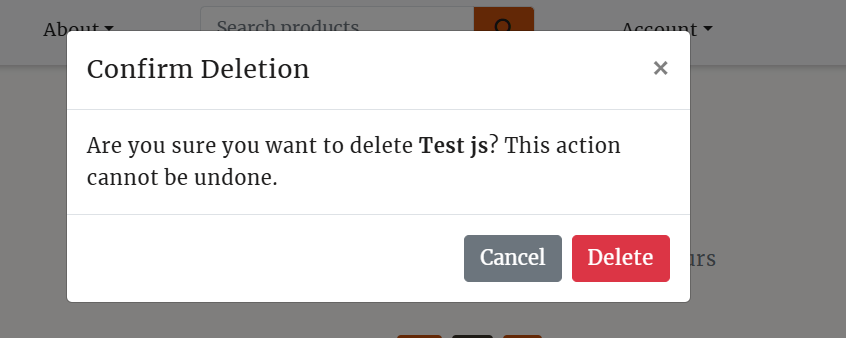 About
Search products
Account
Confirm Deletion
×
Are you sure you want to delete Test js? This action
cannot be undone.
Cancel
Delete